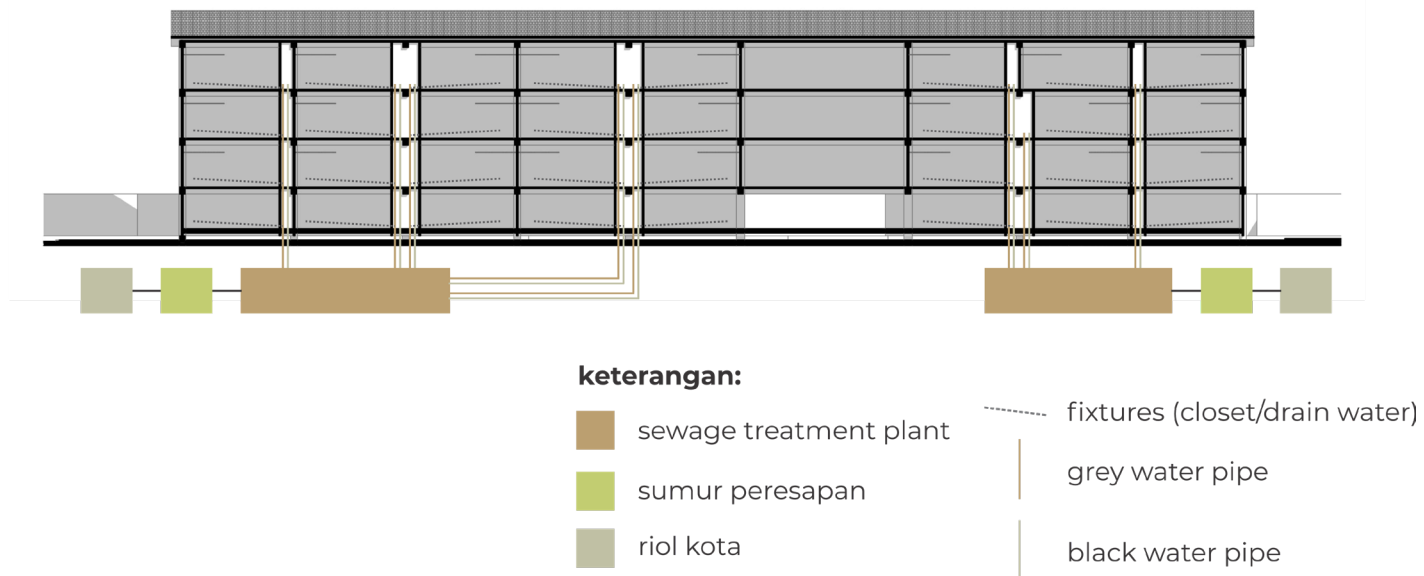 keterangan:
sewage treatment plant
sumur peresapan
riol kota
fixtures (closet/drain water)
grey water pipe
black water pipe